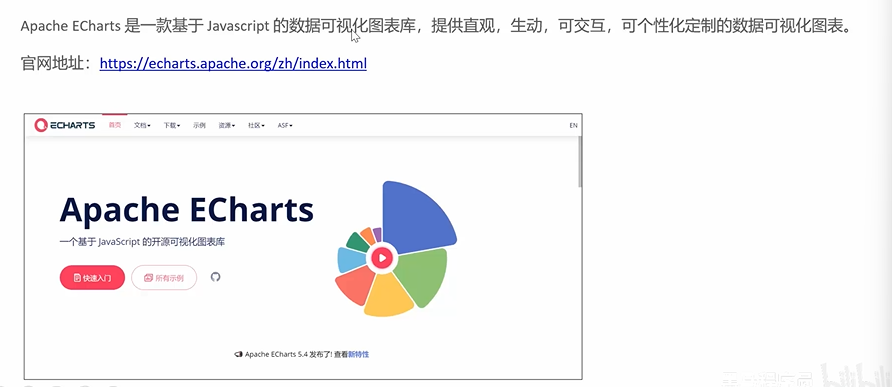 Apache ECharts 是一款基于 Javascript 的数据可视化图表库，提供直观，生动，可交互，可个性化定制的数据可视化图表。
官网地址：https://echarts.apache.org/zh/index.html
ECHARTS 首页 文档 下载 示例 资源 社区 ASF EN
Apache ECharts
一个基于 JavaScript 的开源可视化图表库
快速入门 所有示例
Apache ECharts 5.4 发布了! 查看新特性
bilibili